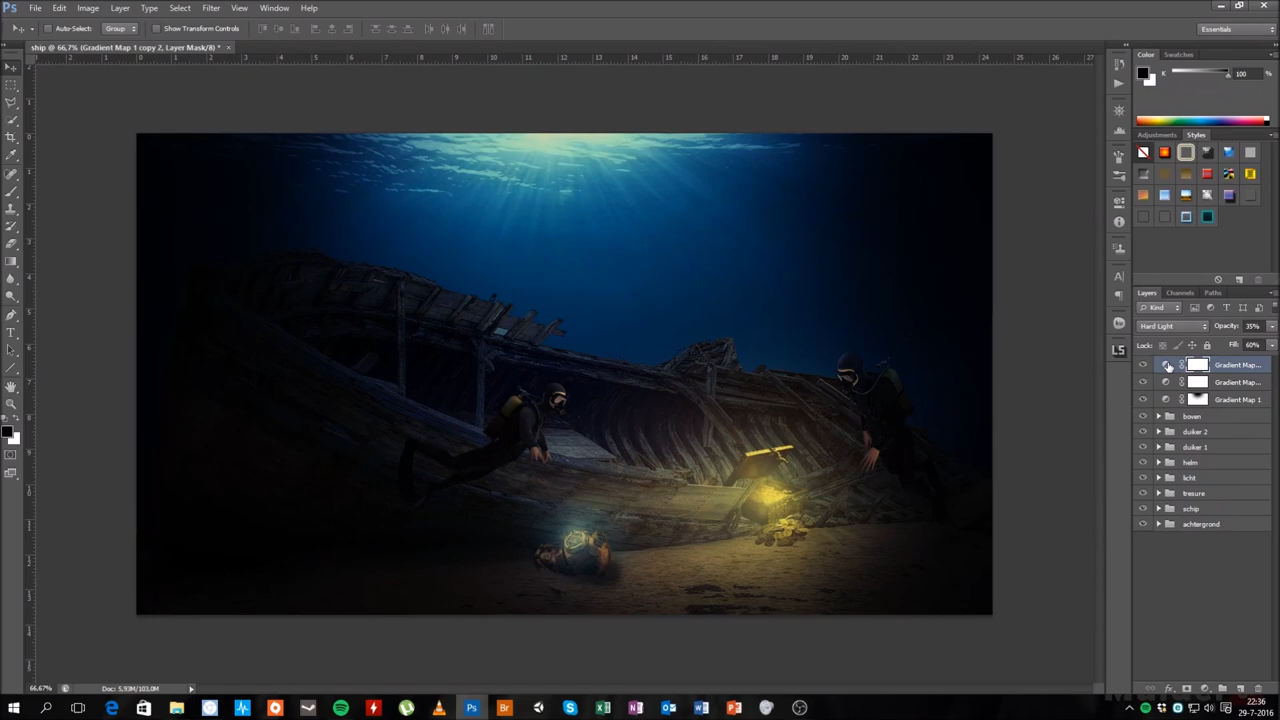 Ps File Edit Image Layer Type Select Filter View Window Help
Auto-Select: Group Show Transform Controls Essentials
ship @ 66,7% (Gradient Map 1 copy 2, Layer Mask/8) * ×
Color Swatches
K 100 %
Adjustments Styles
Layers Channels Paths
Kind
Hard Light Opacity: 35%
Lock: Fill: 60%
Gradient Map...
Gradient Map...
Gradient Map 1
boven
duiker 2
duiker 1
helm
licht
tresure
schip
achtergrond
66,67% Doc: 5,93M/103,0M
22:36
29-7-2016